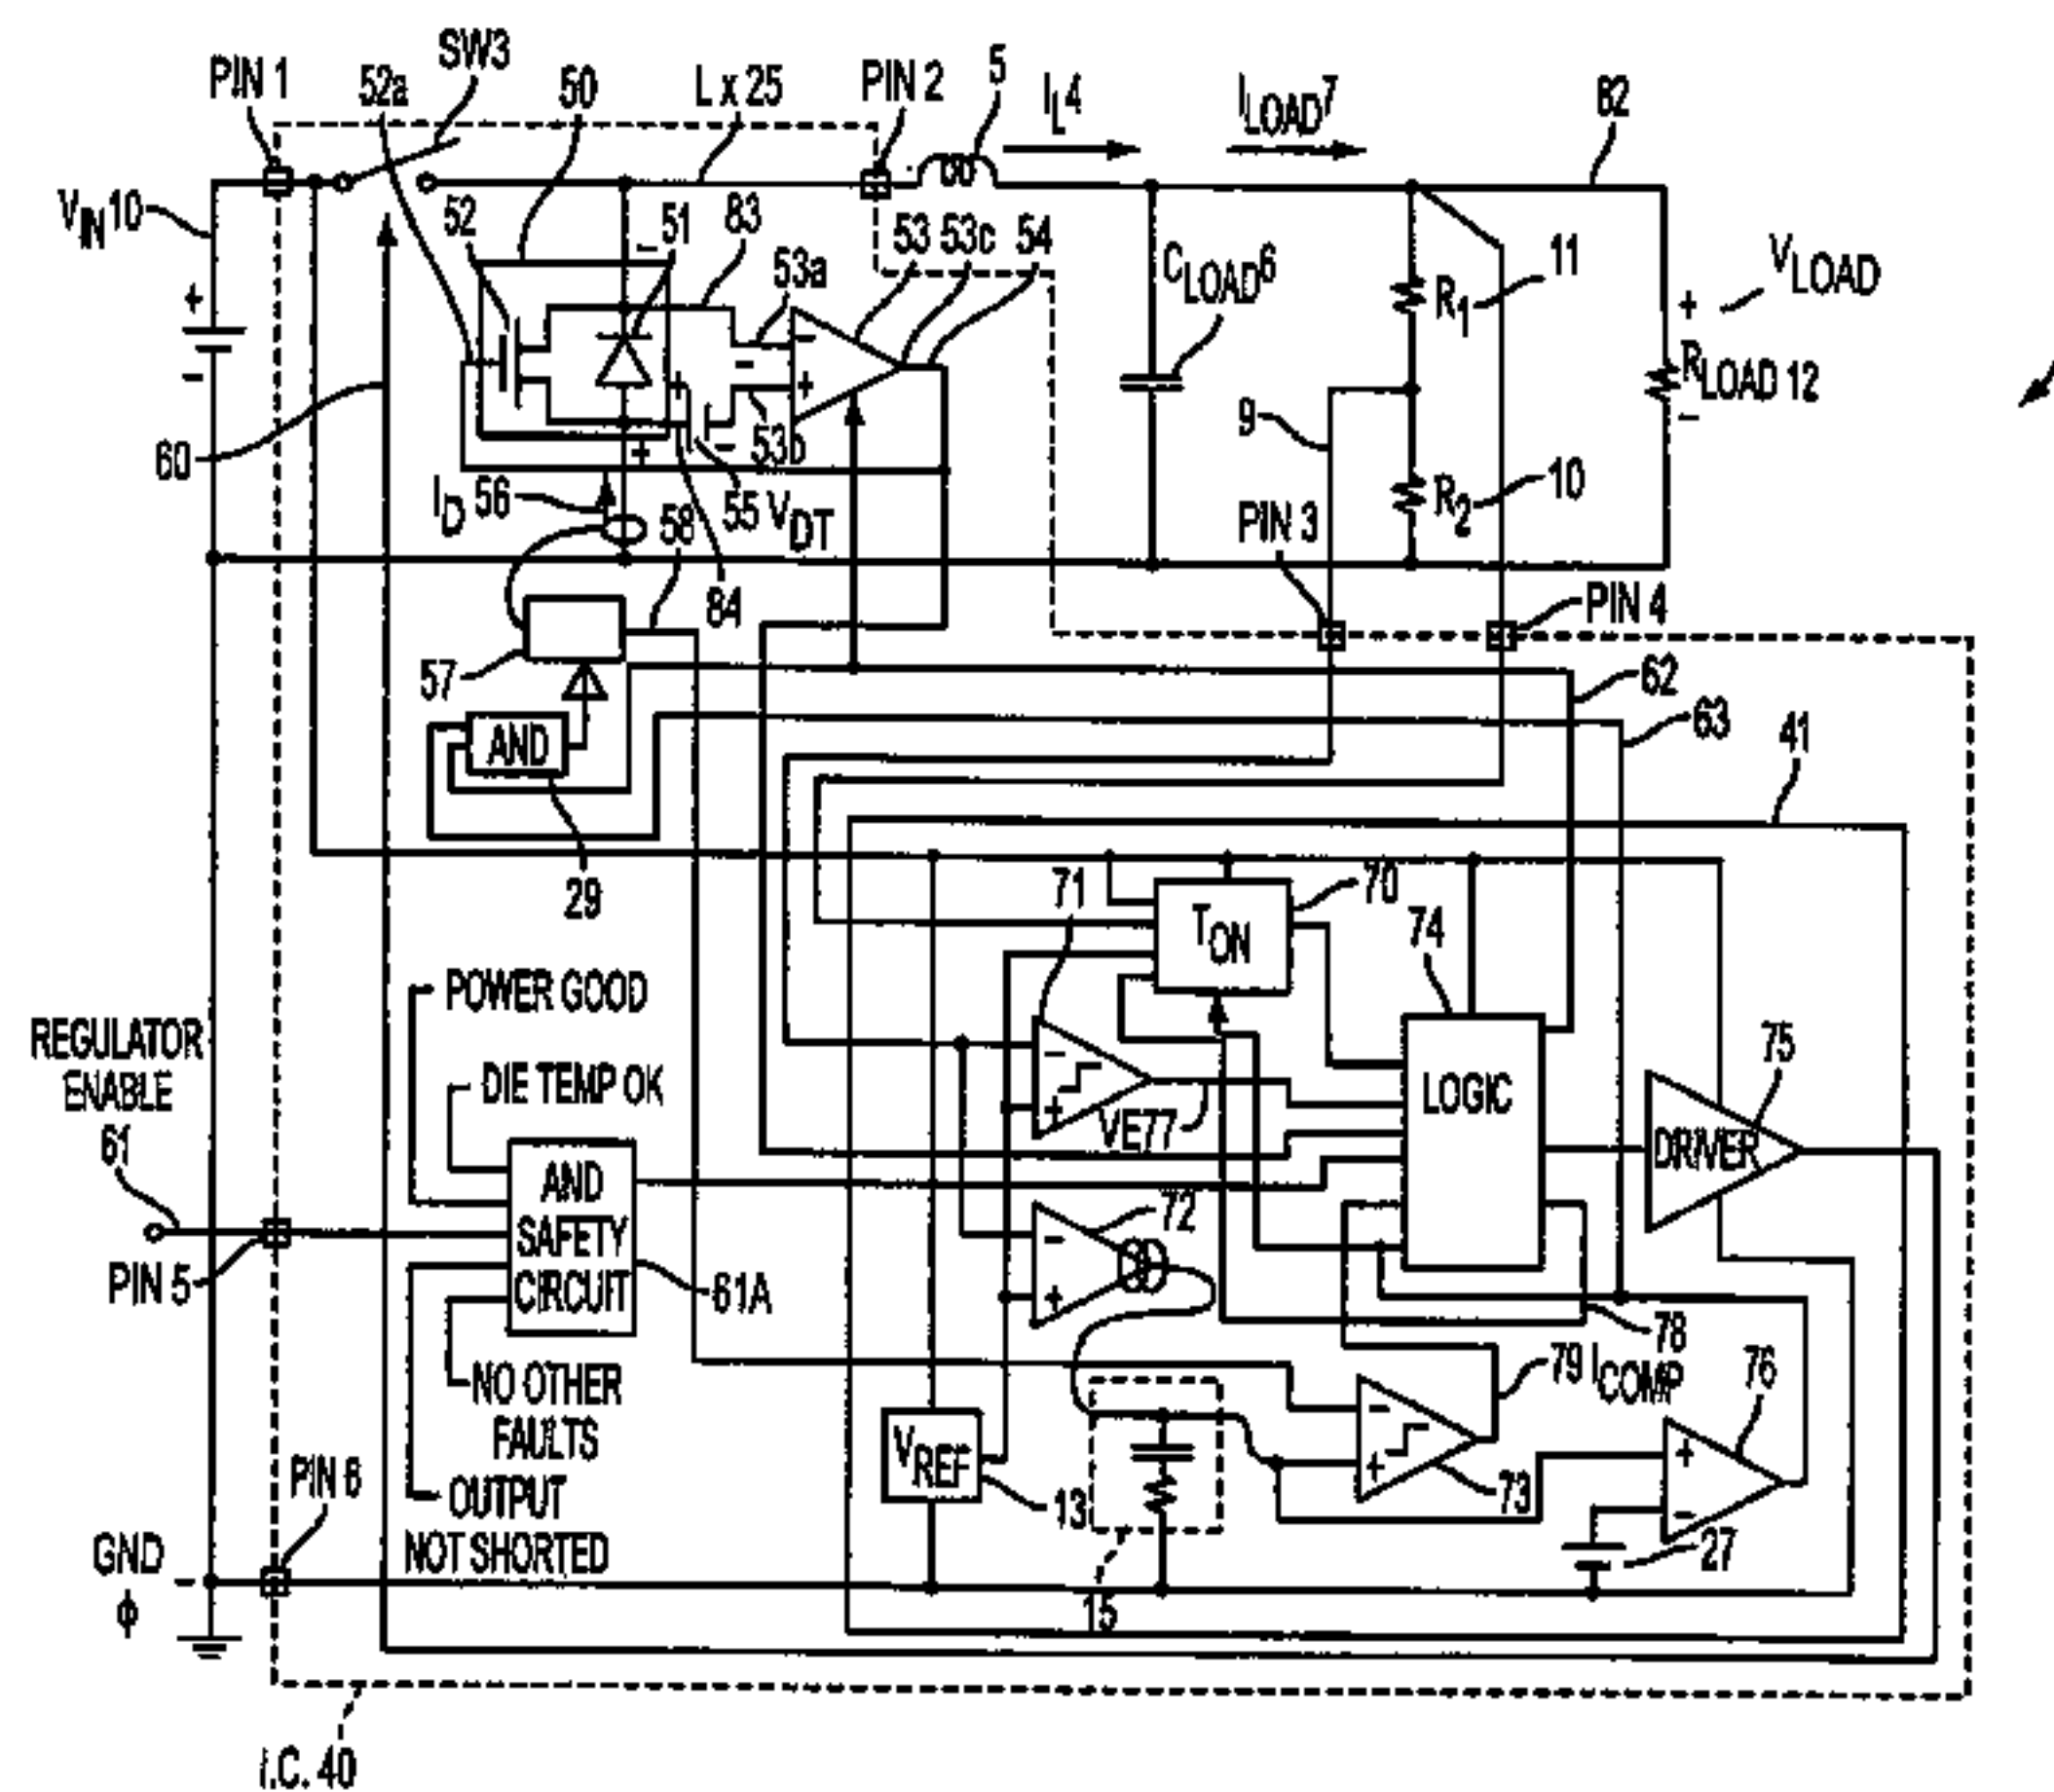 PIN 1
SW3
52a
50
L x 25
PIN 2
5
IL4
ILOAD7
82
VIN 10
52
51
83
53a
53
53c
54
CLOAD6
11
R1
VLOAD
+
RLOAD 12
-
+
-
-
-
-
+
+
-
+
53b
60
ID 56
58
55 VDT
84
9
R2
10
PIN 3
PIN 4
57
62
63
41
AND
29
71
70
TON
74
POWER GOOD
REGULATOR
ENABLE
61
DIE TEMP OK
-
+
VE77
LOGIC
75
DRIVER
AND
SAFETY
CIRCUIT
61A
72
-
+
PIN 5
78
NO OTHER
FAULTS
79 ICOMP
76
-
+
73
+
-
PIN 6
OUTPUT
NOT SHORTED
VREF
13
27
GND
-
ϕ
15
I.C. 40